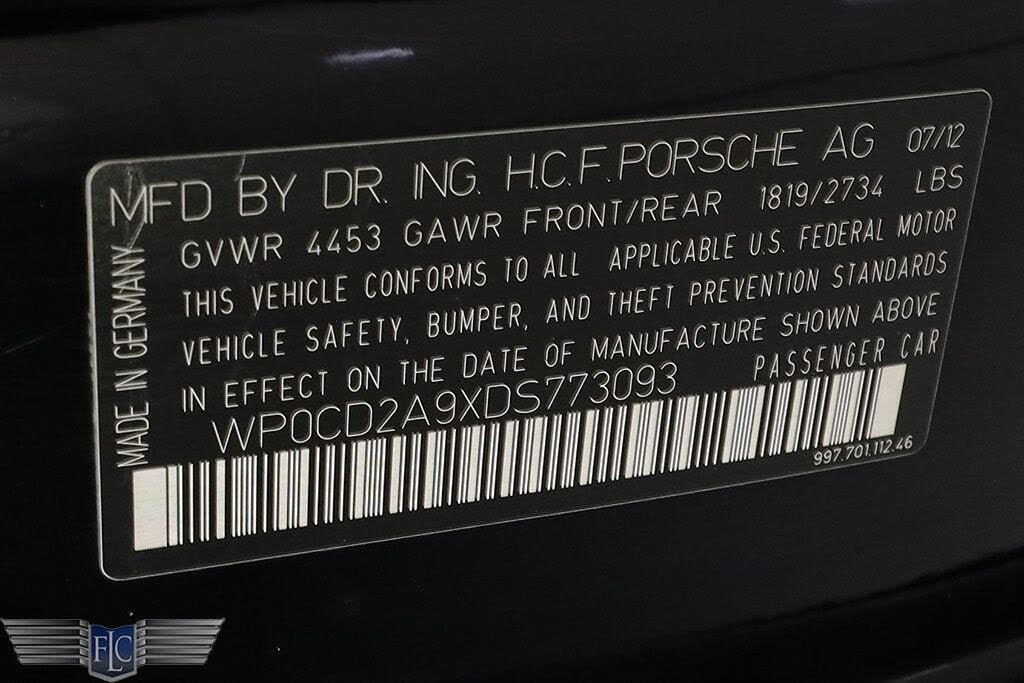 MFD BY DR. ING. H.C.F. PORSCHE AG 07/12
GVWR 4453 GAWR FRONT/REAR 1819/2734 LBS
THIS VEHICLE CONFORMS TO ALL APPLICABLE U.S. FEDERAL MOTOR
VEHICLE SAFETY, BUMPER, AND THEFT PREVENTION STANDARDS
IN EFFECT ON THE DATE OF MANUFACTURE SHOWN ABOVE
WP0CD2A9XDS773093 PASSENGER CAR
997.701.112.46
MADE IN GERMANY
FLC